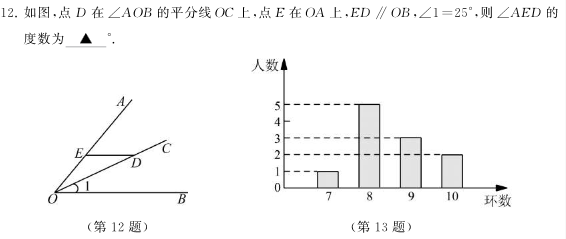 12. 如图,点 D 在 ∠AOB 的平分线 OC 上,点 E 在 OA 上,ED ∥ OB,∠1=25°,则 ∠AED 的
度数为 ▲ °.
A
E
D
C
1
O
B
(第 12 题)
人数
5
4
3
2
1
0
7 8 9 10
环数
(第 13 题)